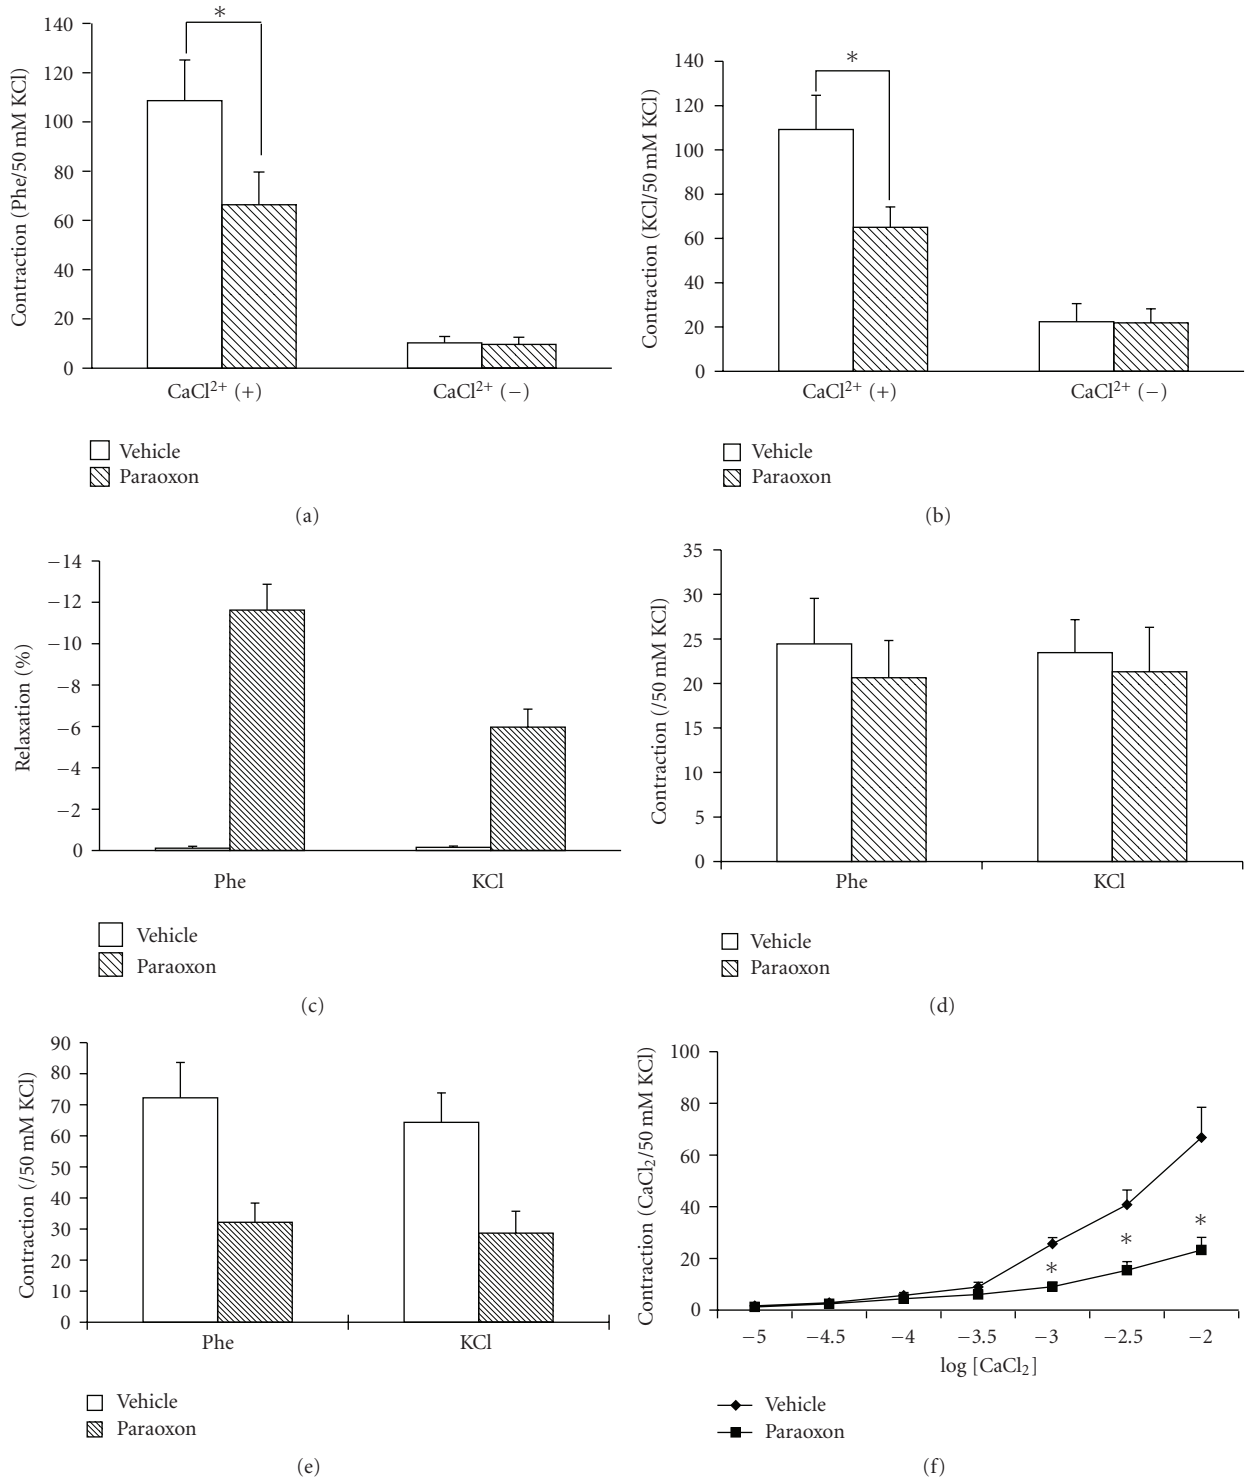 Contraction (Phe/50 mM KCl)
140
120
100
80
60
40
20
0
*
CaCl²⁺ (+)
CaCl²⁺ (−)
Vehicle
Paraoxon
(a)
Contraction (KCl/50 mM KCl)
140
120
100
80
60
40
20
0
*
CaCl²⁺ (+)
CaCl²⁺ (−)
Vehicle
Paraoxon
(b)
Relaxation (%)
−14
−12
−10
−8
−6
−4
−2
0
Phe
KCl
Vehicle
Paraoxon
(c)
Contraction (/50 mM KCl)
35
30
25
20
15
10
5
0
Phe
KCl
Vehicle
Paraoxon
(d)
Contraction (/50 mM KCl)
90
80
70
60
50
40
30
20
10
0
Phe
KCl
Vehicle
Paraoxon
(e)
Contraction (CaCl₂/50 mM KCl)
100
80
60
40
20
0
*
*
*
−5 −4.5 −4 −3.5 −3 −2.5 −2
log [CaCl₂]
Vehicle
Paraoxon
(f)